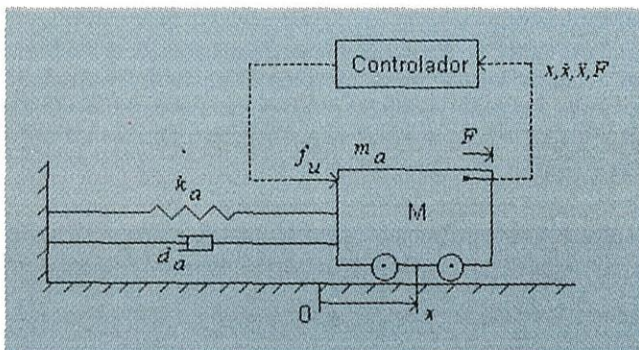 Controlador
x, ẋ, ẍ, F
f_u
m_a
F
k_a
M
d_a
0
x